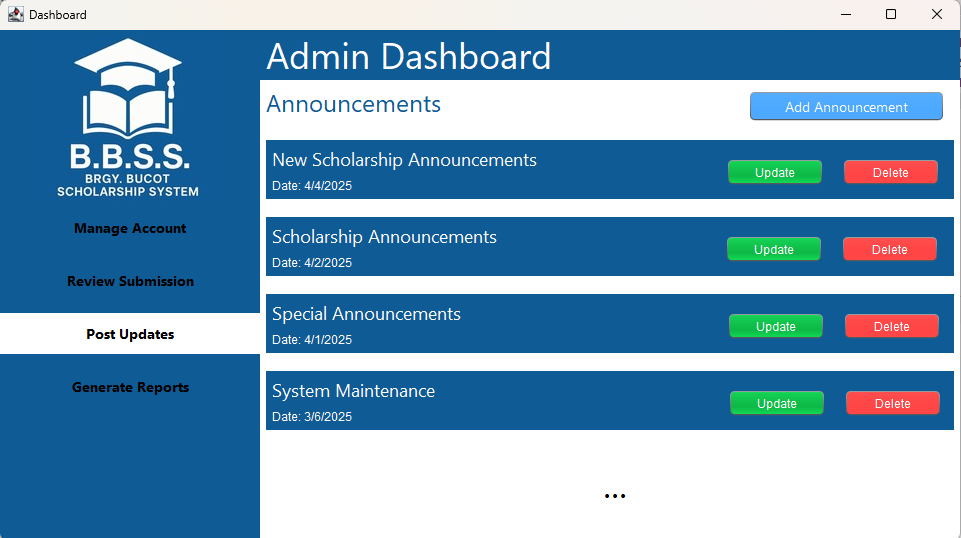 Dashboard
B.B.S.S.
BRGY. BUCOT
SCHOLARSHIP SYSTEM
Manage Account
Review Submission
Post Updates
Generate Reports
Admin Dashboard
Announcements
Add Announcement
New Scholarship Announcements
Date: 4/4/2025
Update
Delete
Scholarship Announcements
Date: 4/2/2025
Update
Delete
Special Announcements
Date: 4/1/2025
Update
Delete
System Maintenance
Date: 3/6/2025
Update
Delete
...